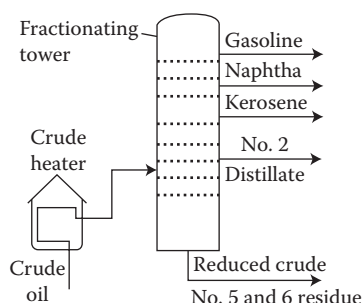 Fractionating
tower
Gasoline
Naphtha
Kerosene
No. 2
Distillate
Crude
heater
Crude
oil
Reduced crude
No. 5 and 6 residue